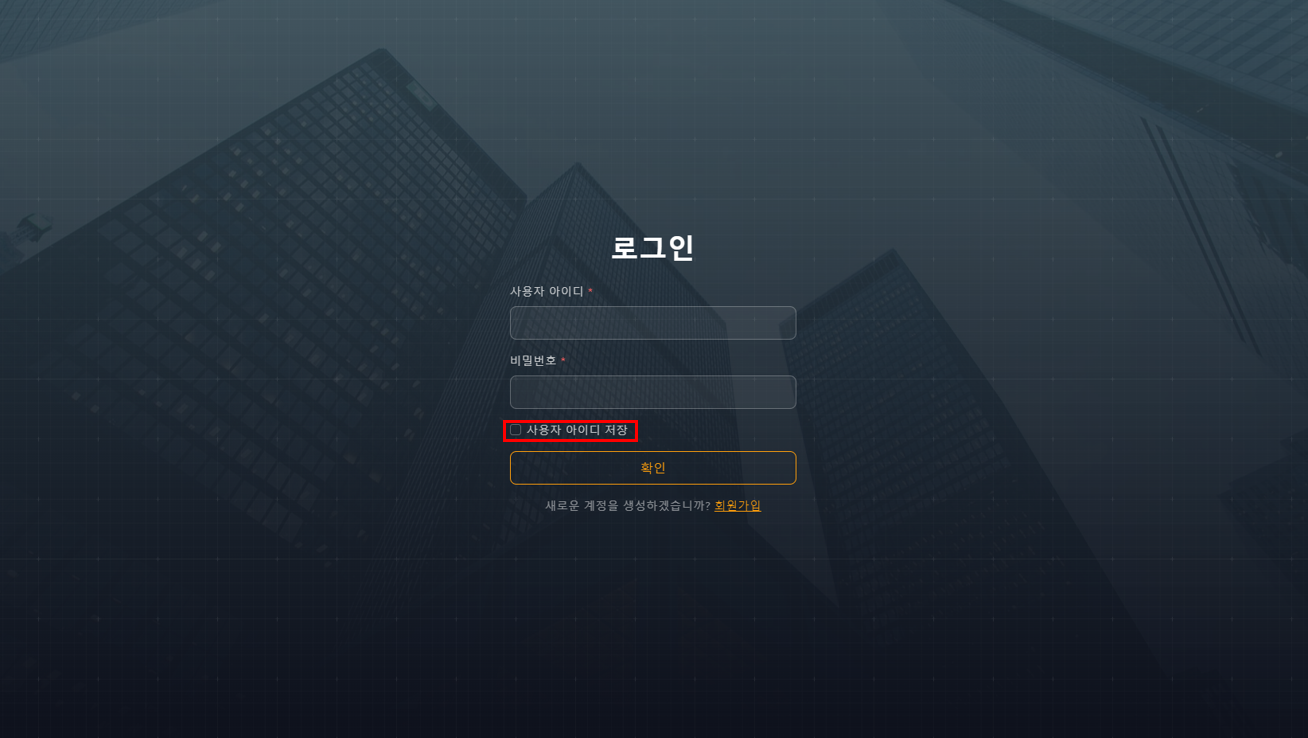 로그인
사용자 아이디 *
비밀번호 *
사용자 아이디 저장
확인
새로운 계정을 생성하겠습니까? 회원가입